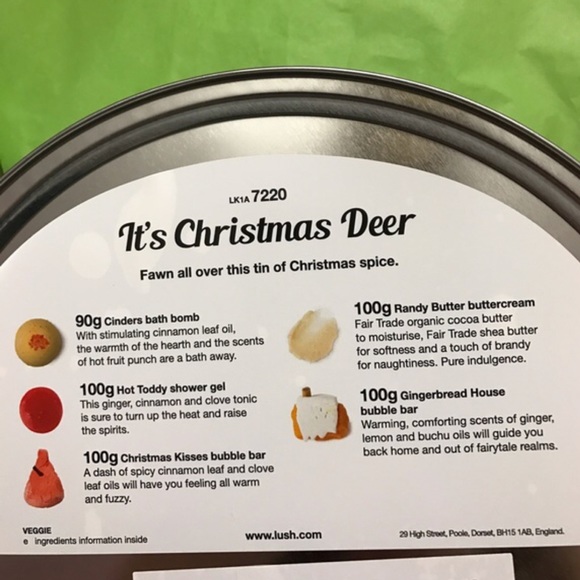 LK1A 7220
It's Christmas Deer
Fawn all over this tin of Christmas spice.
90g Cinders bath bomb
With stimulating cinnamon leaf oil,
the warmth of the hearth and the scents
of hot fruit punch are a bath away.
100g Hot Toddy shower gel
This ginger, cinnamon and clove tonic
is sure to turn up the heat and raise
the spirits.
100g Christmas Kisses bubble bar
A dash of spicy cinnamon leaf and clove
leaf oils will have you feeling all warm
and fuzzy.
100g Randy Butter buttercream
Fair Trade organic cocoa butter
to moisturise, Fair Trade shea butter
for softness and a touch of brandy
for naughtiness. Pure indulgence.
100g Gingerbread House
bubble bar
Warming, comforting scents of ginger,
lemon and buchu oils will guide you
back home and out of fairytale realms.
VEGGIE
e ingredients information inside
www.lush.com
29 High Street, Poole, Dorset, BH15 1AB, England.